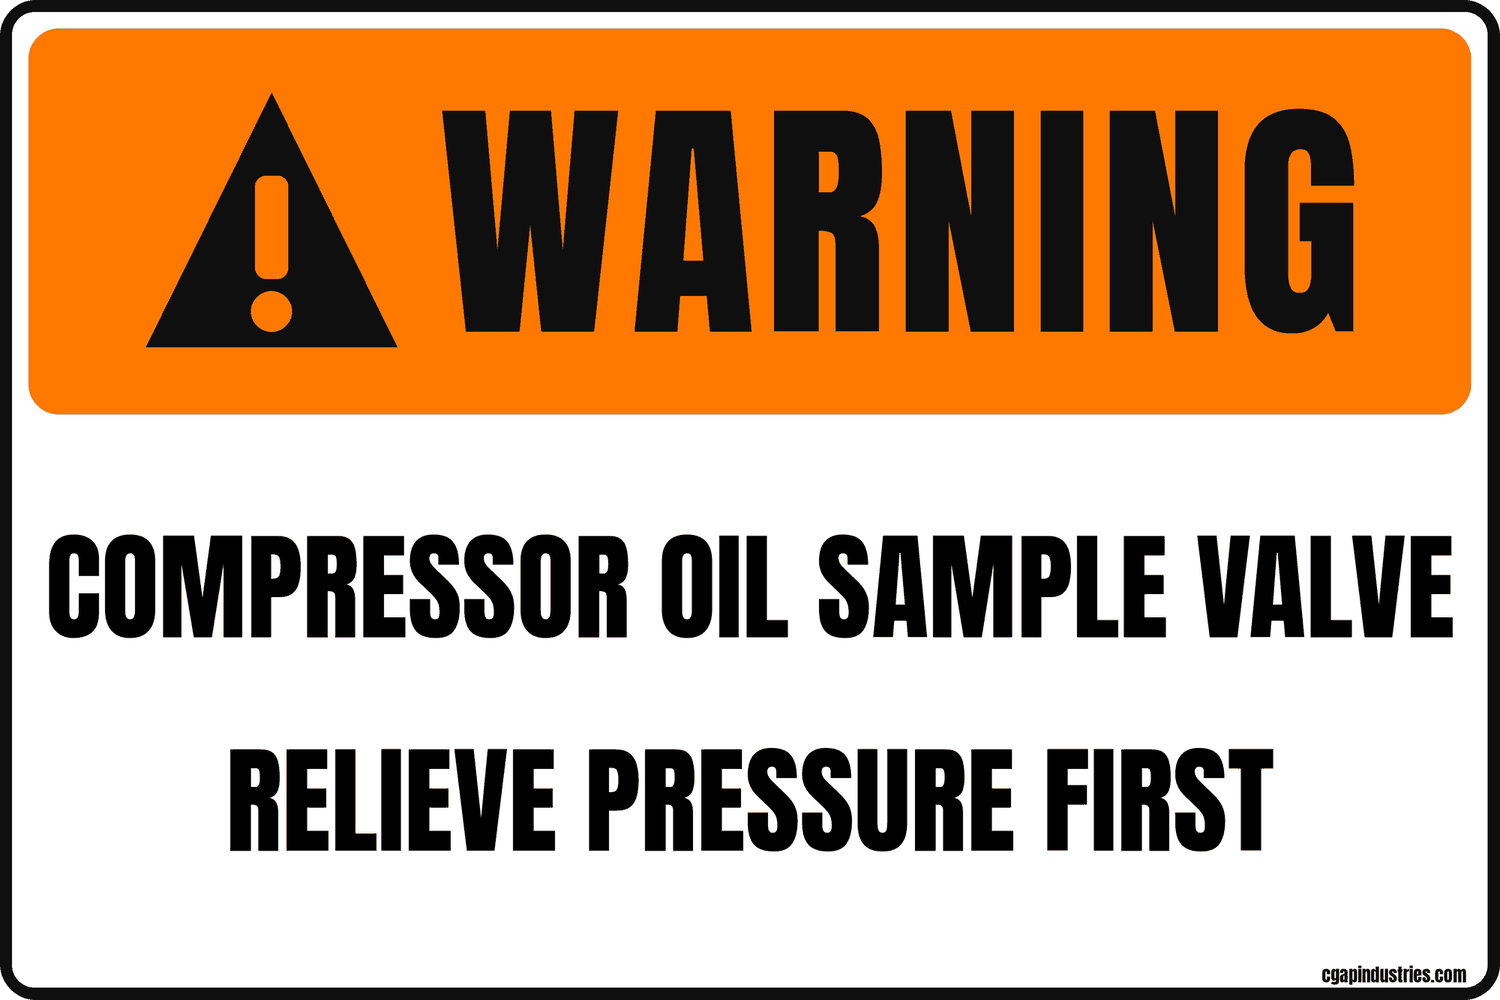 WARNING
COMPRESSOR OIL SAMPLE VALVE
RELIEVE PRESSURE FIRST
cgapindustries.com